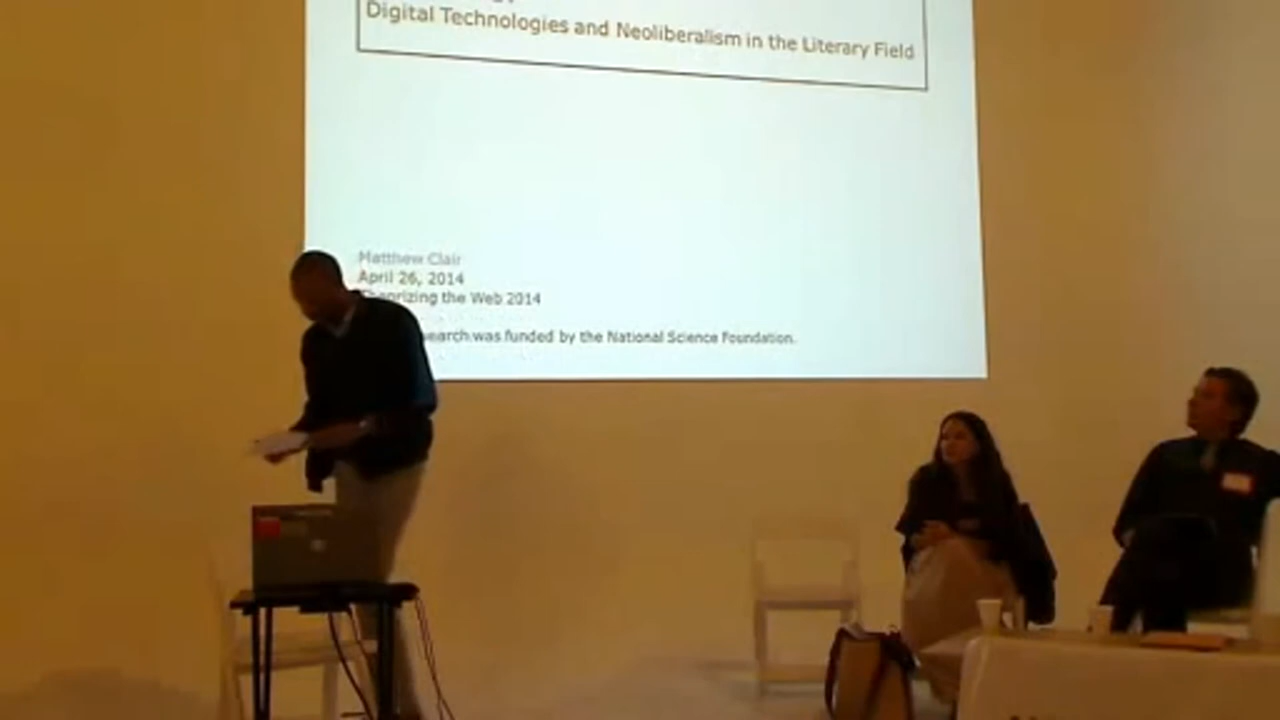 Digital Technologies and Neoliberalism in the Literary Field
Matthew Clair
April 26, 2014
Theorizing the Web 2014
research was funded by the National Science Foundation.